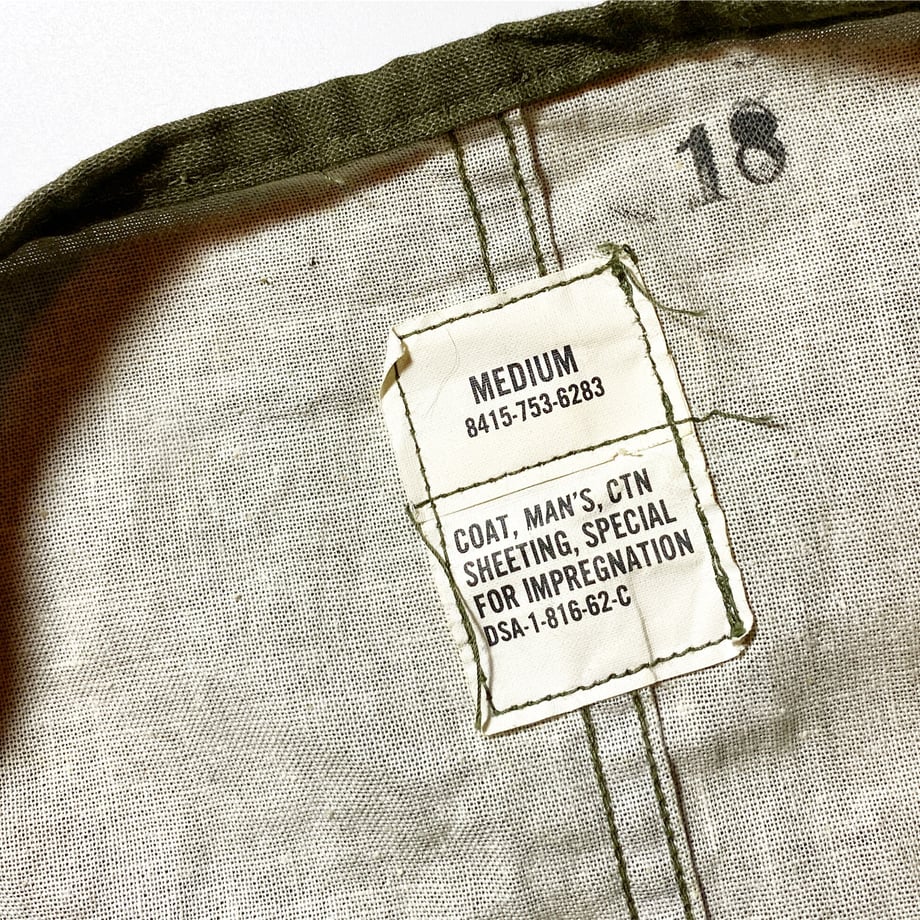 18
MEDIUM
8415-753-6283
COAT, MAN'S, CTN
SHEETING, SPECIAL
FOR IMPREGNATION
DSA-1-816-62-C